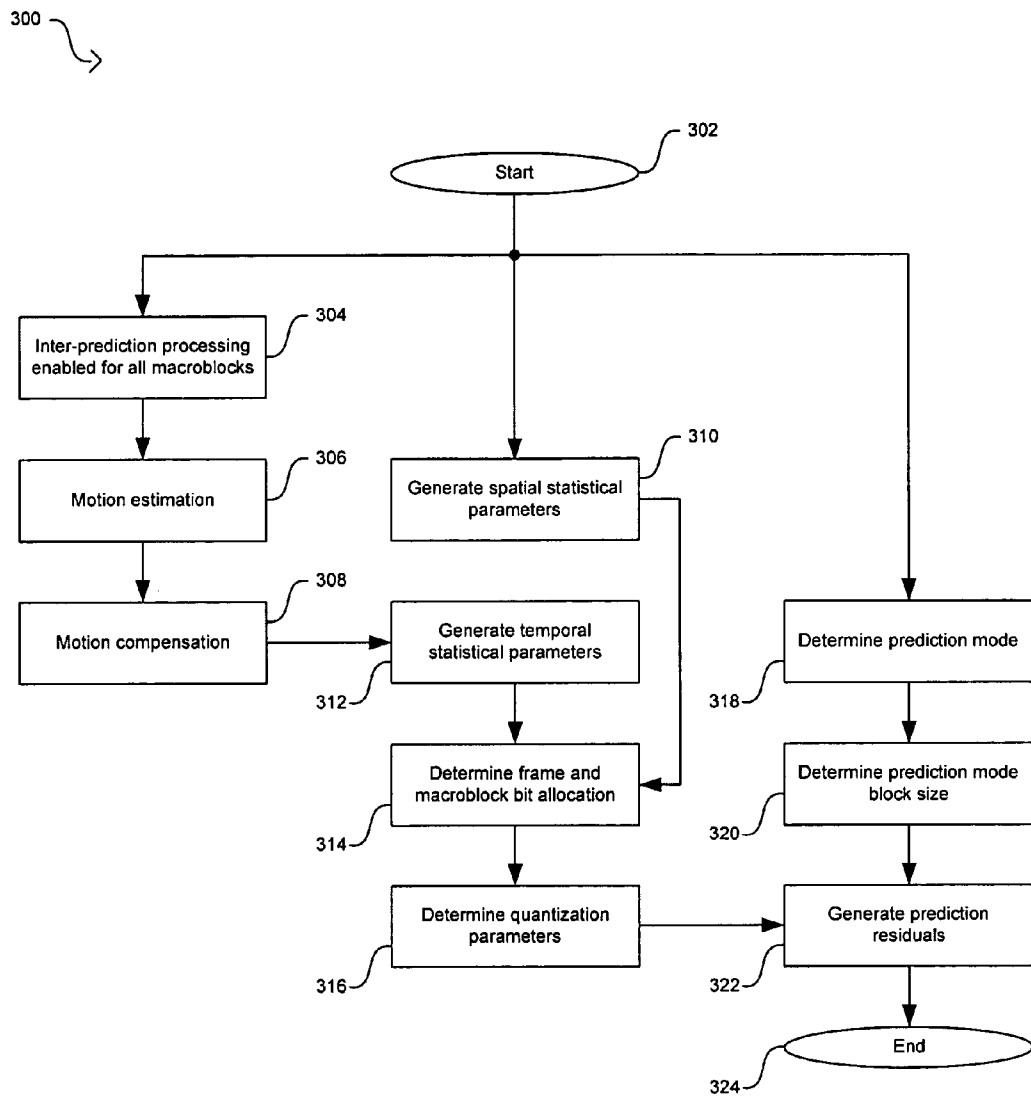 300
302
Start
304
Inter-prediction processing
enabled for all macroblocks
310
306
Motion estimation
Generate spatial statistical
parameters
308
Motion compensation
Generate temporal
statistical parameters
312
Determine prediction mode
318
Determine frame and
macroblock bit allocation
314
Determine prediction mode
block size
320
Determine quantization
parameters
316
Generate prediction
residuals
322
End
324